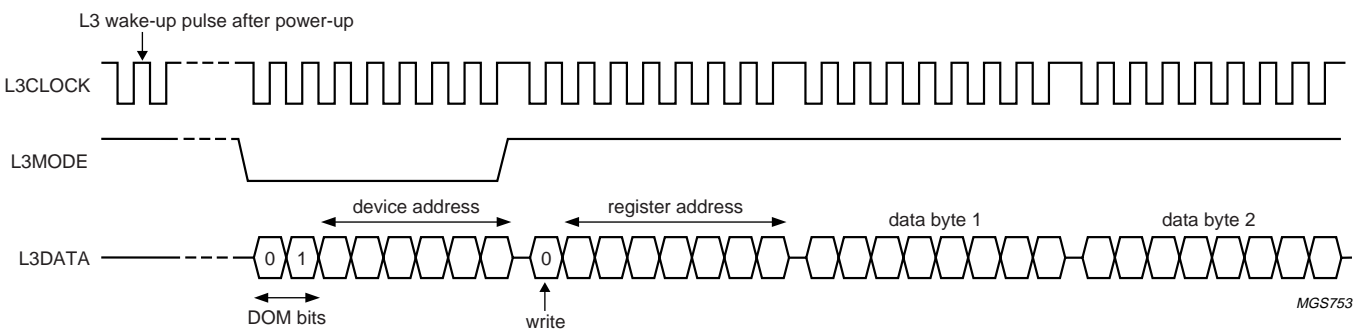 L3 wake-up pulse after power-up
L3CLOCK
L3MODE
device address
register address
data byte 1
data byte 2
L3DATA
0
1
0
DOM bits
write
MGS753